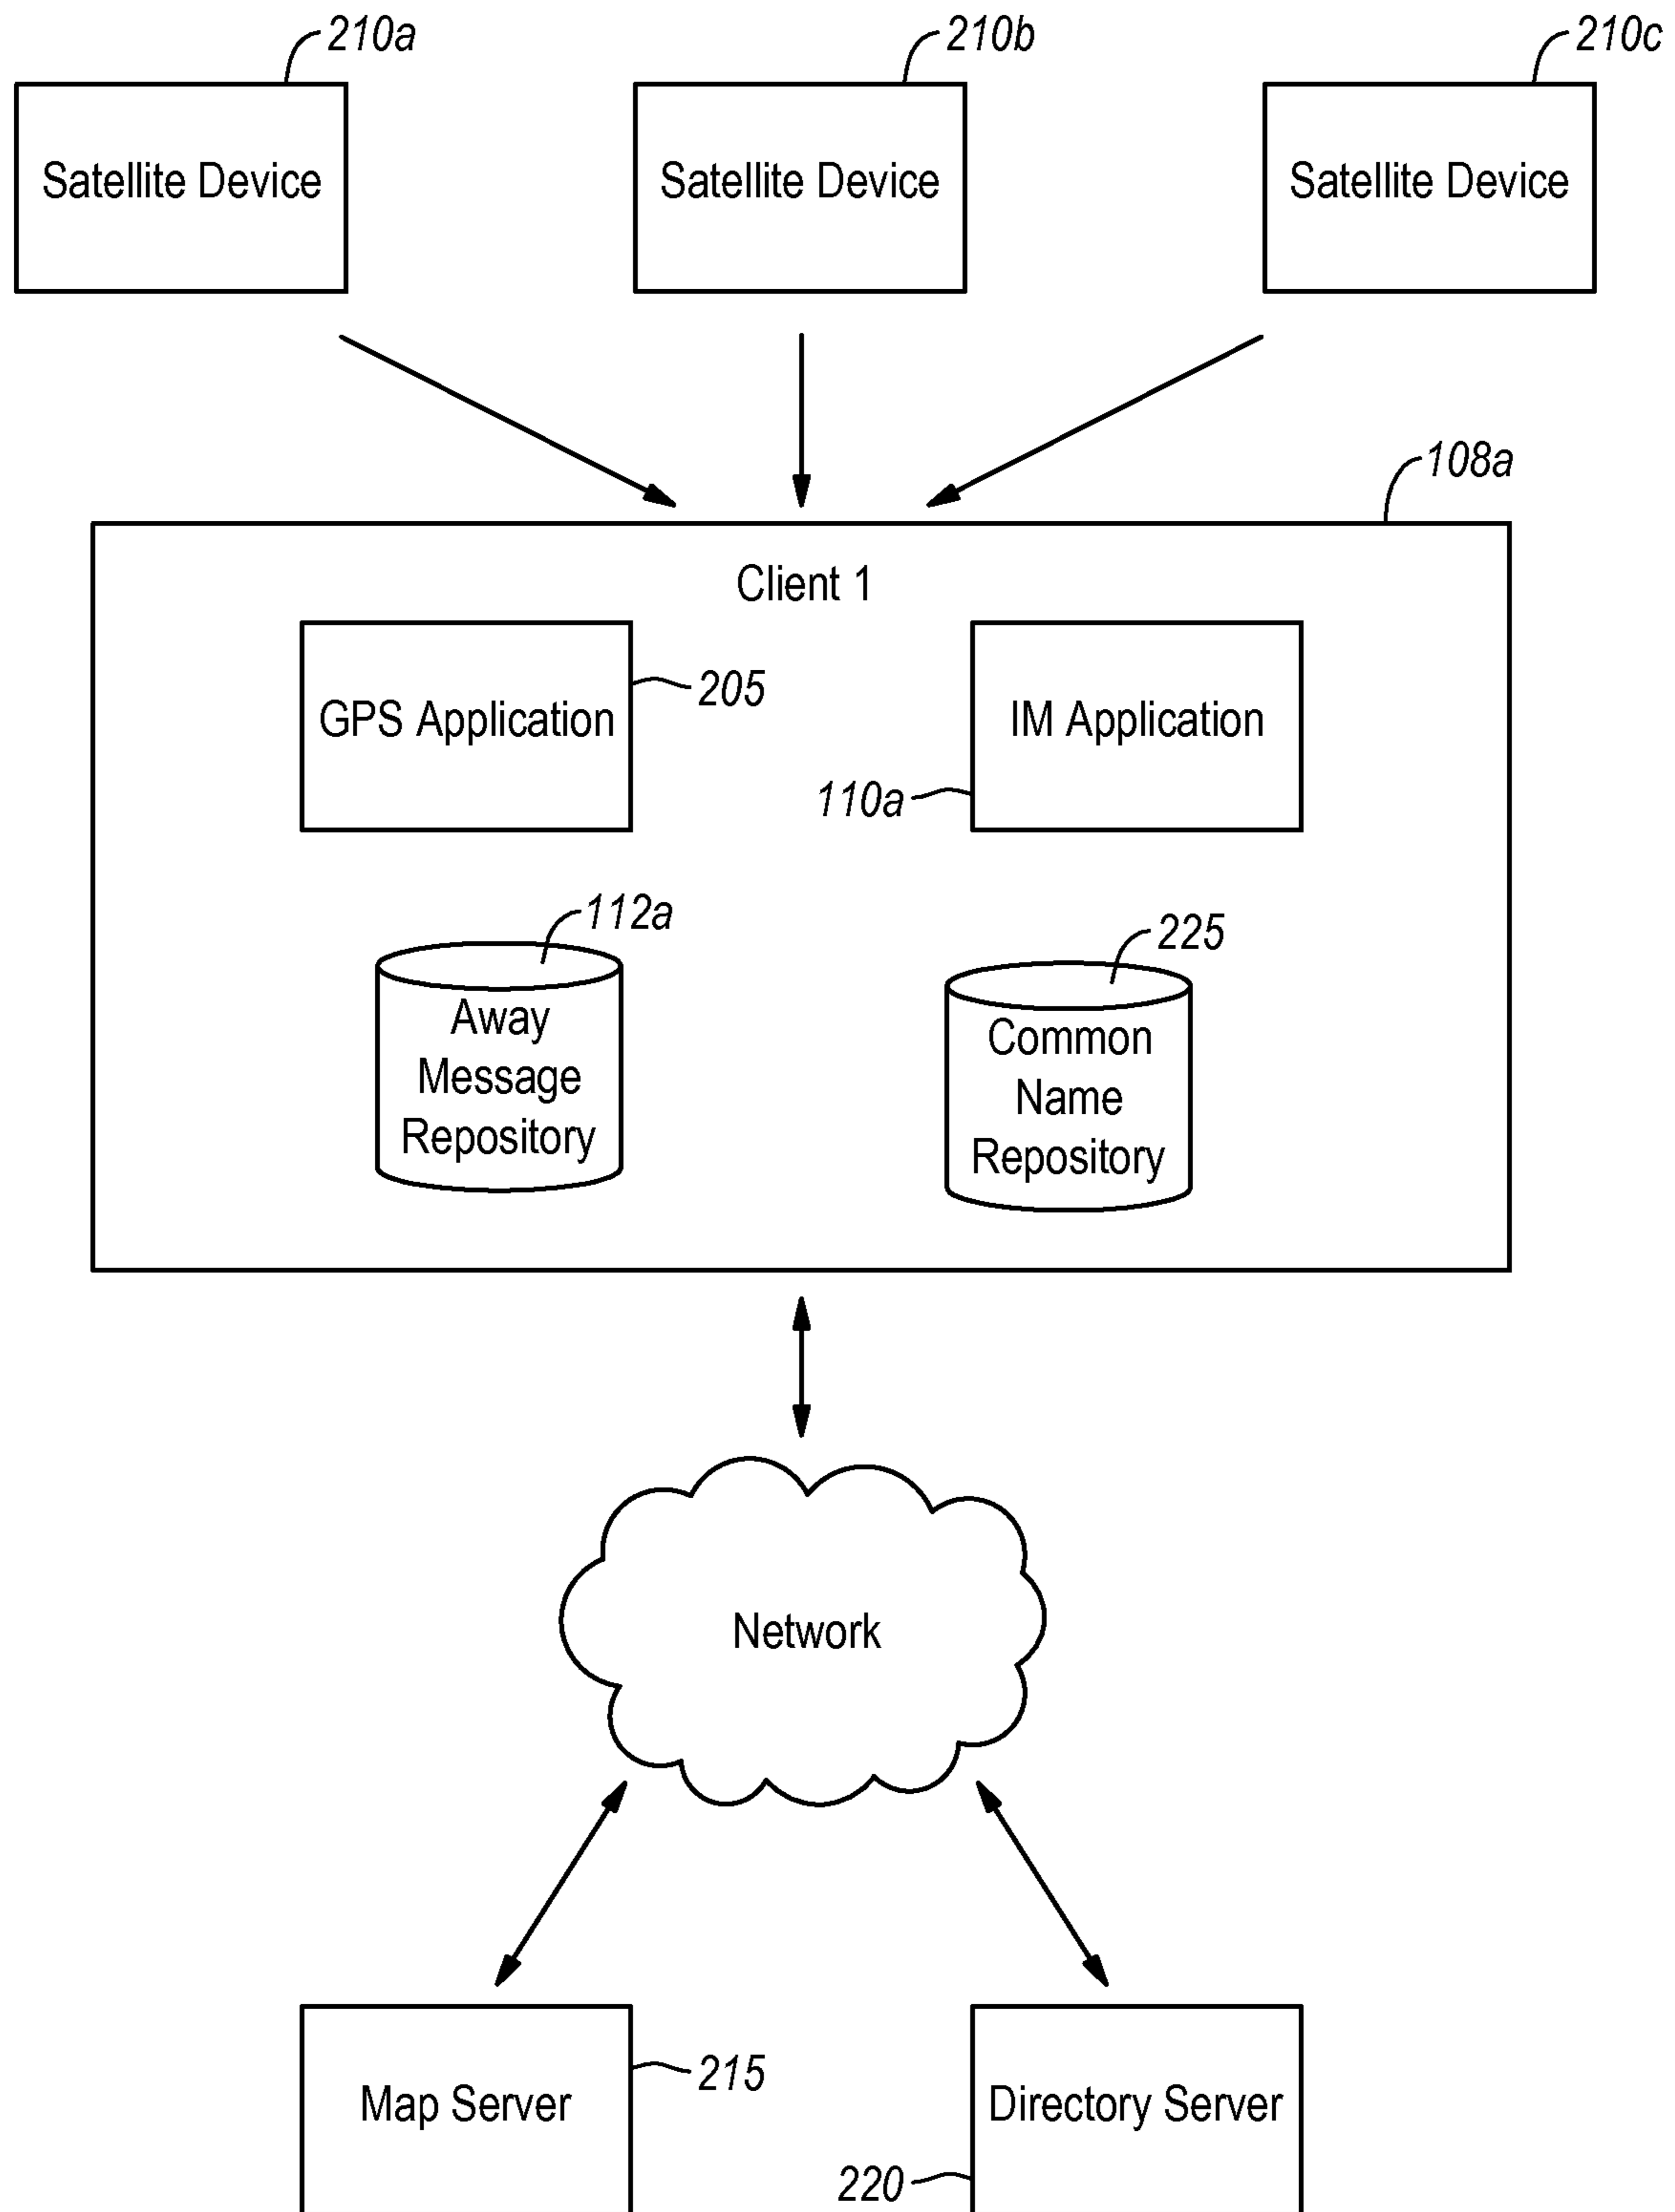 210a
210b
210c
Satellite Device
Satellite Device
Satellite Device
108a
Client 1
GPS Application
205
IM Application
110a
112a
Away
Message
Repository
225
Common
Name
Repository
Network
Map Server
215
Directory Server
220